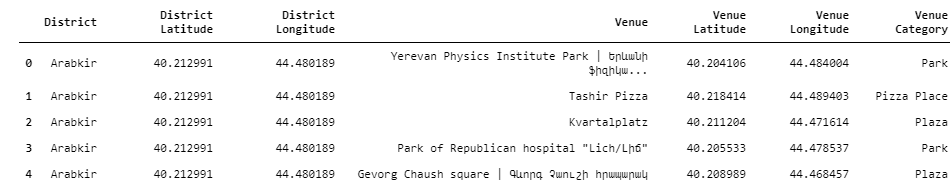 District District Latitude District Longitude Venue Venue Latitude Venue Longitude Venue Category
0 Arabkir 40.212991 44.480189 Yerevan Physics Institute Park | Երևանի Ֆիզիկա... 40.204106 44.484004 Park
1 Arabkir 40.212991 44.480189 Tashir Pizza 40.218414 44.489403 Pizza Place
2 Arabkir 40.212991 44.480189 Kvartalplatz 40.211204 44.471614 Plaza
3 Arabkir 40.212991 44.480189 Park of Republican hospital "Lich/Լիճ" 40.205533 44.478537 Park
4 Arabkir 40.212991 44.480189 Gevorg Chaush square | Գևորգ Չաուշի հրապարակ 40.208989 44.468457 Plaza